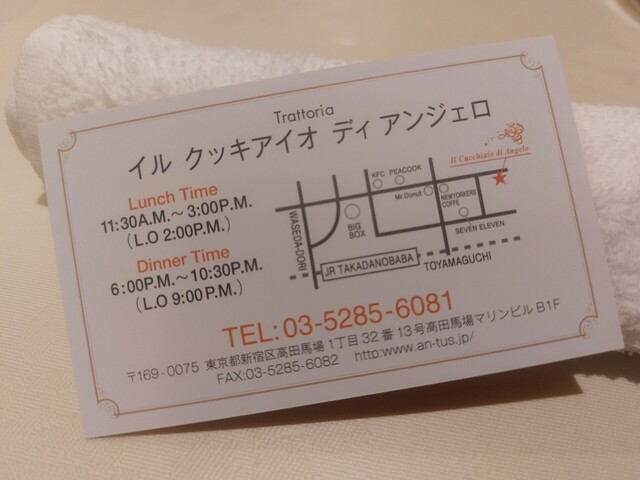 Trattoria
イル クッキアイオ ディ アンジェロ
Lunch Time
11:30A.M.～3:00P.M.
(L.O 2:00P.M.)
Dinner Time
6:00P.M.～10:30P.M.
(L.O 9:00P.M.)
Il Cucchiaio di Angelo
KFC
PEACOOK
Mr.Donut
NEWYORKERS
COFFE
SEVEN ELEVEN
BIG
BOX
WASEDA-DORI
JR TAKADANOBABA
TOYAMAGUCHI
TEL:03-5285-6081
〒169-0075 東京都新宿区高田馬場1丁目32番13号高田馬場マリンビルB1F
FAX:03-5285-6082 http:www.an-tus.jp/